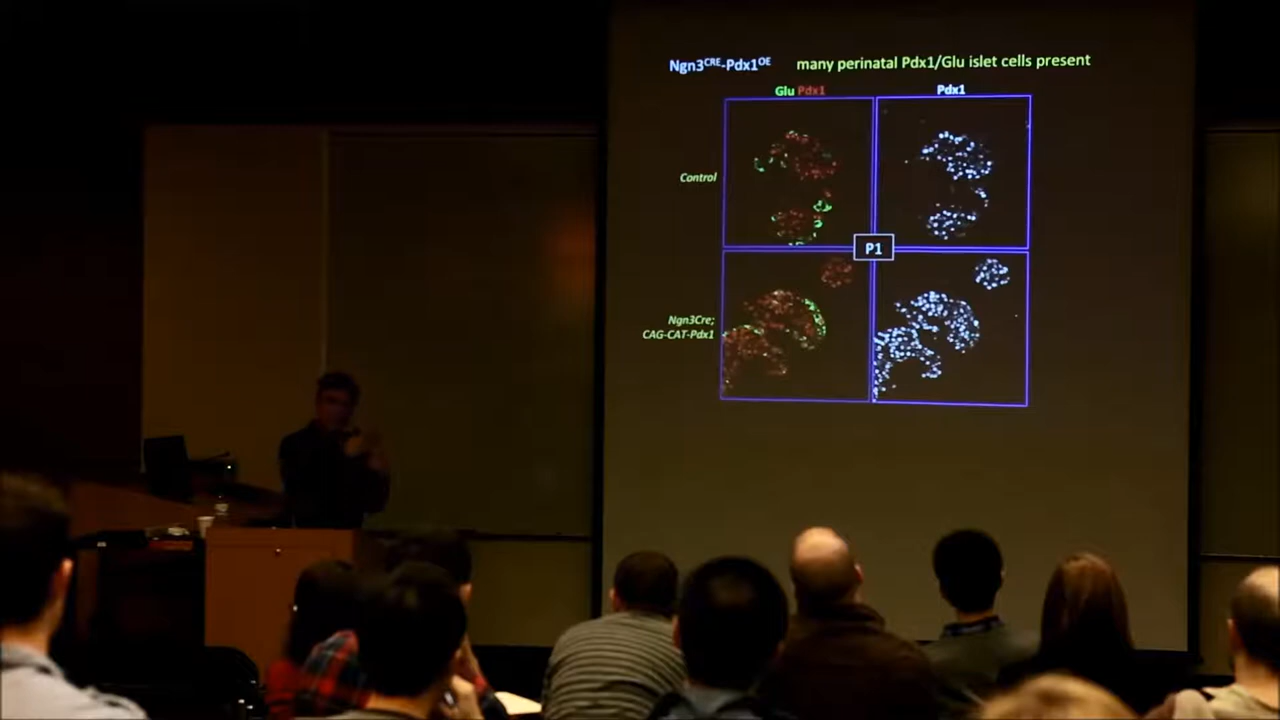 Ngn3CRE-Pdx1OE many perinatal Pdx1/Glu islet cells present
Glu Pdx1 Pdx1
Control
P1
Ngn3Cre;
CAG-CAT-Pdx1